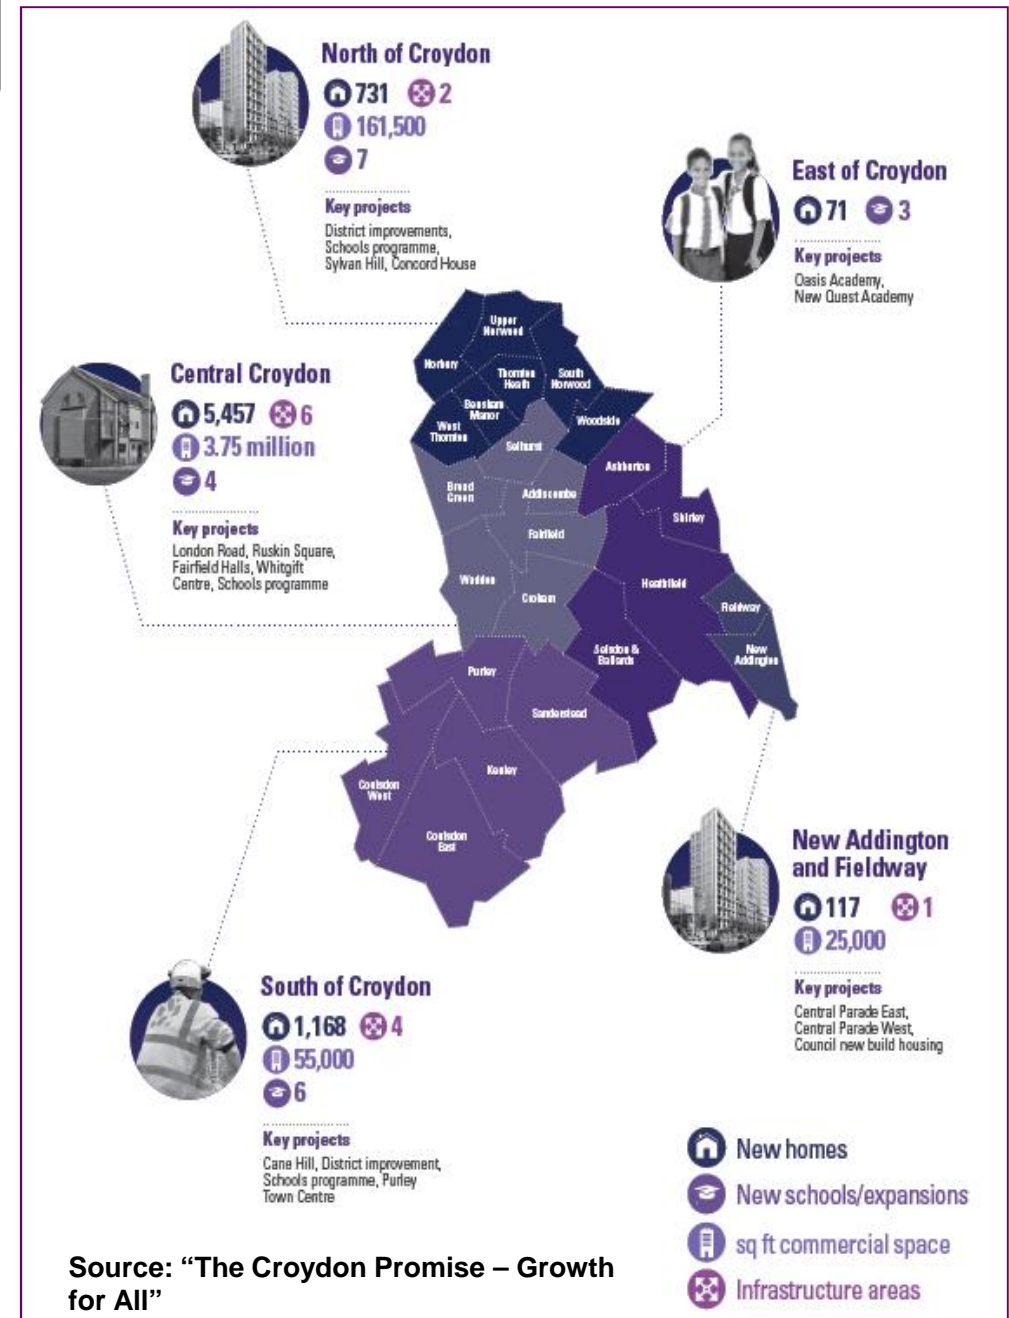 North of Croydon
731 2
161,500
7
Key projects
District improvements,
Schools programme,
Sylvan Hill, Concord House
East of Croydon
71 3
Key projects
Oasis Academy,
New Quest Academy
Central Croydon
5,457 6
3.75 million
4
Key projects
London Road, Ruskin Square,
Fairfield Halls, Whitgift
Centre, Schools programme
Upper
Norwood
Norbury
Thornton
Heath
South
Norwood
Bensham
Manor
West
Thornton
Woodside
Selhurst
Ashburton
Broad
Green
Addiscombe
Shirley
Fairfield
Waddon
Heathfield
Croham
Fieldway
Selsdon &
Ballards
New
Addington
Purley
Sanderstead
Kenley
Coulsdon
West
Coulsdon
East
New Addington
and Fieldway
117 1
25,000
Key projects
Central Parade East,
Central Parade West,
Council new build housing
South of Croydon
1,168 4
55,000
6
Key projects
Cane Hill, District improvement,
Schools programme, Purley
Town Centre
New homes
New schools/expansions
sq ft commercial space
Infrastructure areas
Source: “The Croydon Promise – Growth
for All”